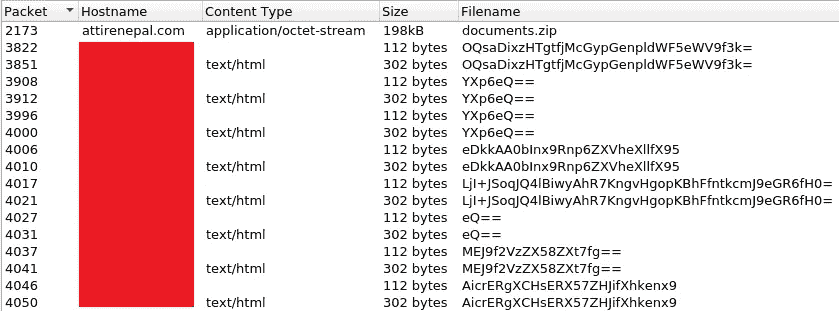 Packet Hostname Content Type Size Filename
2173 attirenepal.com application/octet-stream 198kB documents.zip
3822 112 bytes OQsaDixzHTgtfjMcGypGenpldWF5eWV9f3k=
3851 text/html 302 bytes OQsaDixzHTgtfjMcGypGenpldWF5eWV9f3k=
3908 112 bytes YXp6eQ==
3912 text/html 302 bytes YXp6eQ==
3996 112 bytes YXp6eQ==
4000 text/html 302 bytes YXp6eQ==
4006 112 bytes eDkkAA0bInx9Rnp6ZXVheXllfX95
4010 text/html 302 bytes eDkkAA0bInx9Rnp6ZXVheXllfX95
4017 112 bytes LjI+JSoqJQ4lBiwyAhR7KngvHgopKBhFfntkcmJ9eGR6fH0=
4021 text/html 302 bytes LjI+JSoqJQ4lBiwyAhR7KngvHgopKBhFfntkcmJ9eGR6fH0=
4027 112 bytes eQ==
4031 text/html 302 bytes eQ==
4037 112 bytes MEJ9f2VzZX58ZXt7fg==
4041 text/html 302 bytes MEJ9f2VzZX58ZXt7fg==
4046 112 bytes AicrERgXCHsERX57ZHJifXhkenx9
4050 text/html 302 bytes AicrERgXCHsERX57ZHJifXhkenx9